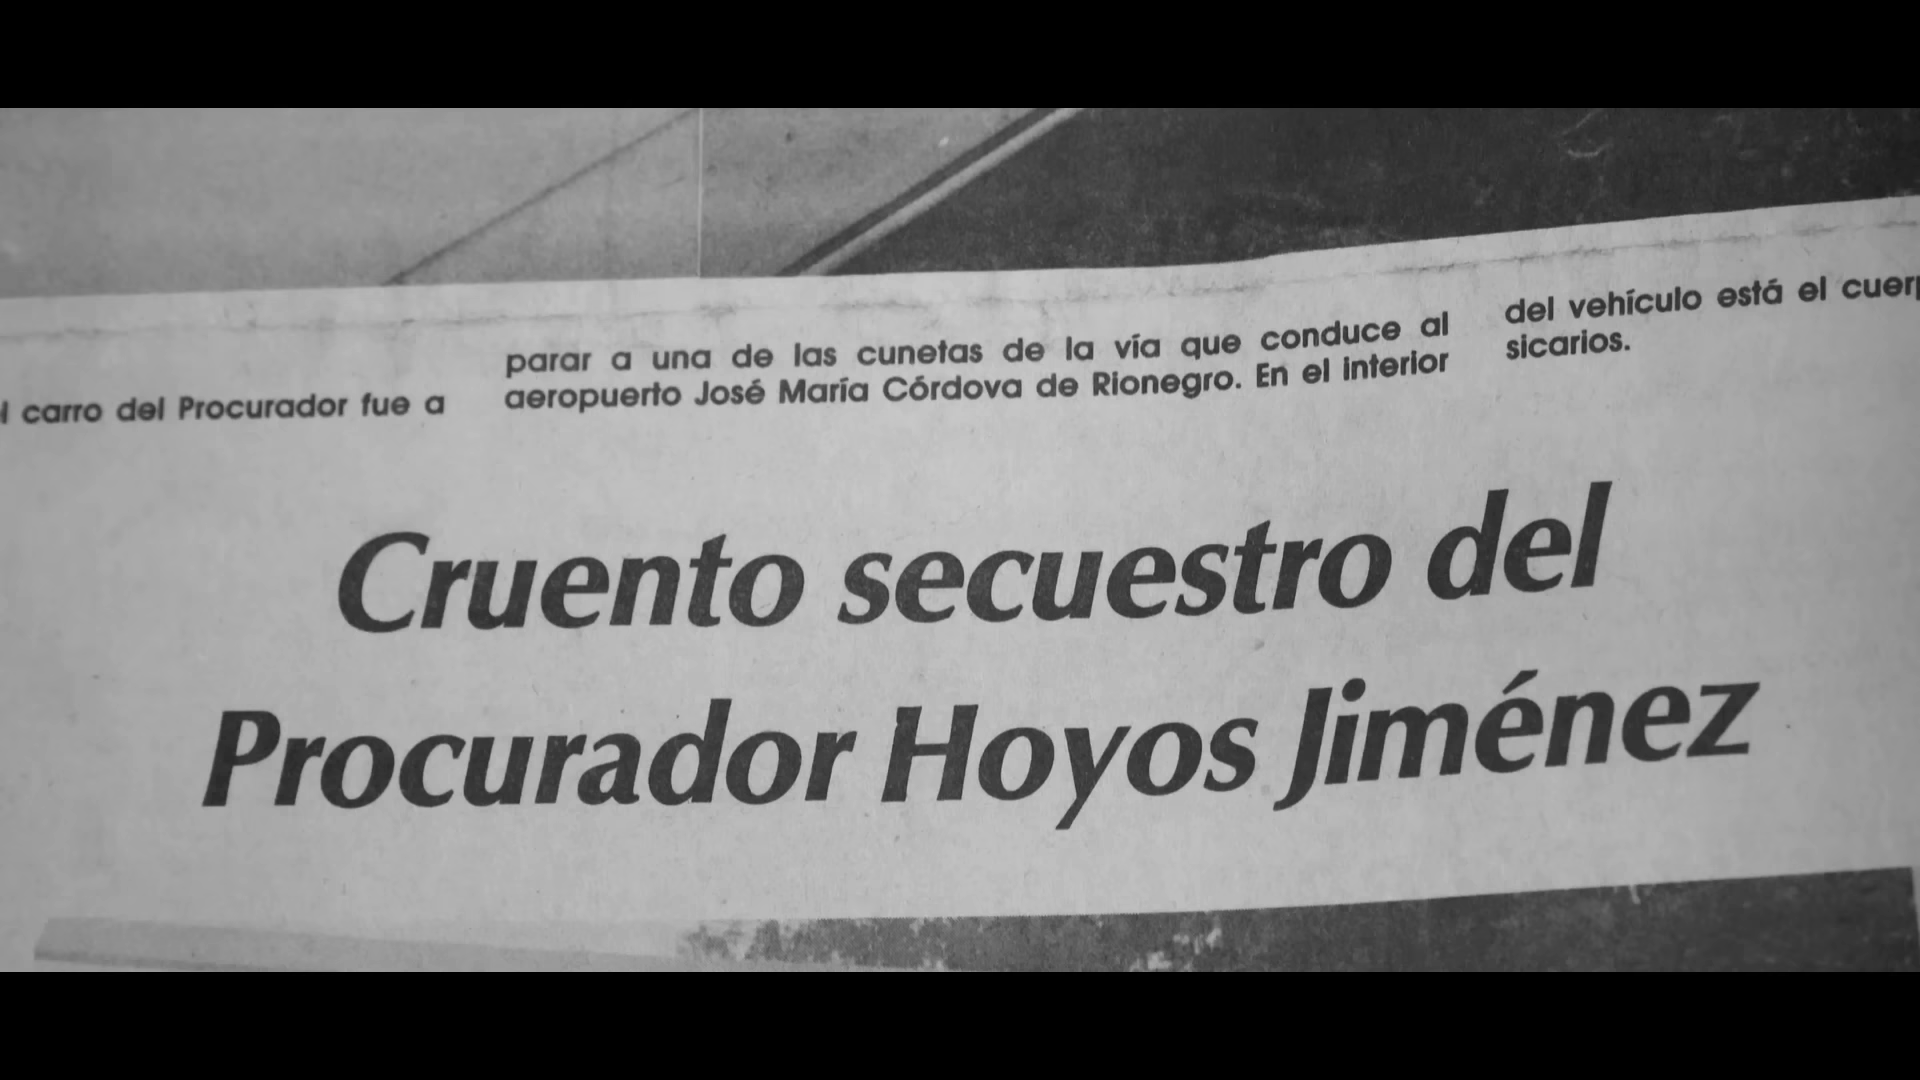 carro del Procurador fue a
parar a una de las cunetas de la vía que conduce al
aeropuerto José María Córdova de Rionegro. En el interior
del vehículo está el
sicarios.
Cruento secuestro del
Procurador Hoyos Jiménez